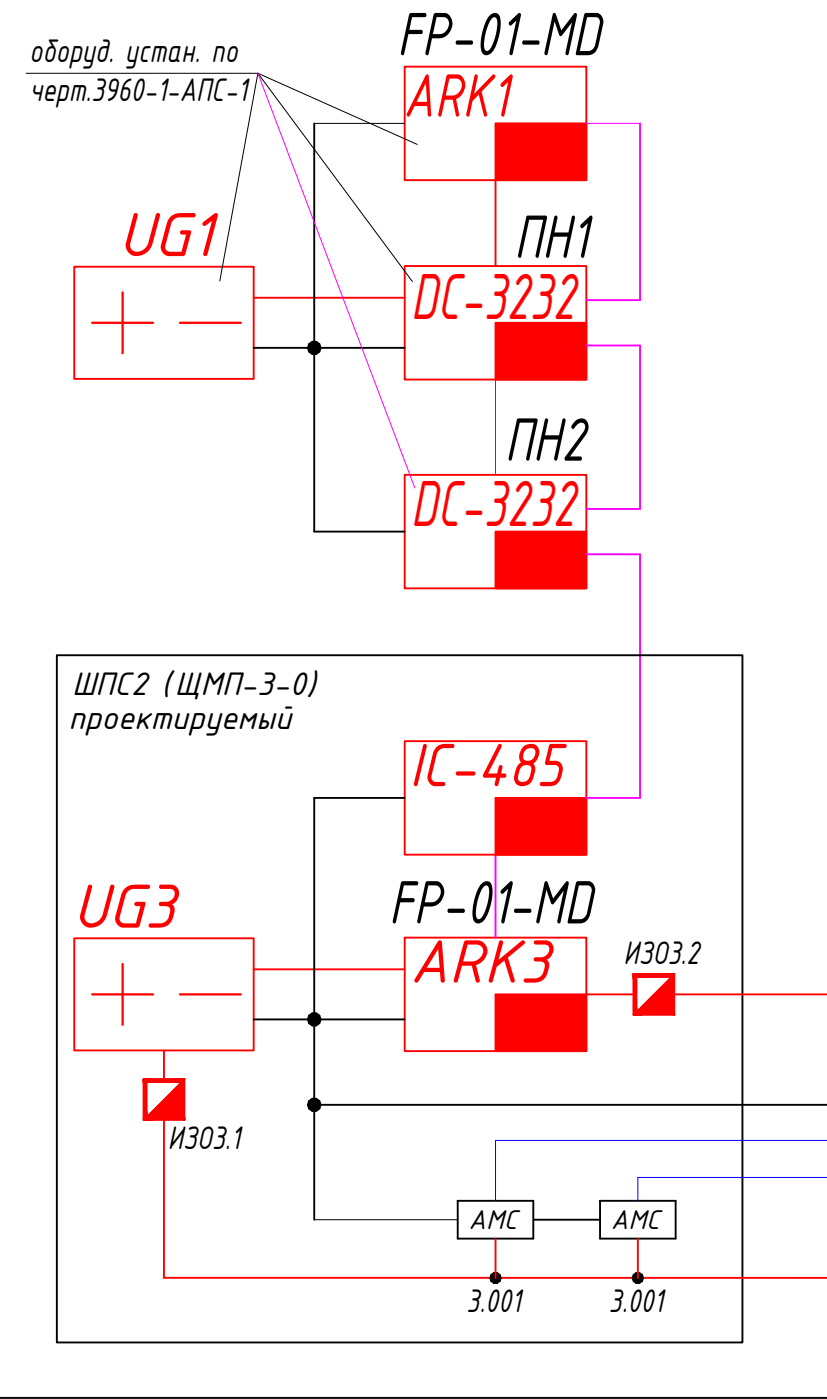 FP-01-MD
оборуд. устан. по
черт.3960-1-АПС-1
ARK1
UG1
ПН1
DC-3232
ПН2
DC-3232
ШПС2 (ЩМП-3-0)
проектируемый
IC-485
UG3
FP-01-MD
ARK3
ИЗО3.2
ИЗО3.1
АМС
АМС
3.001
3.001